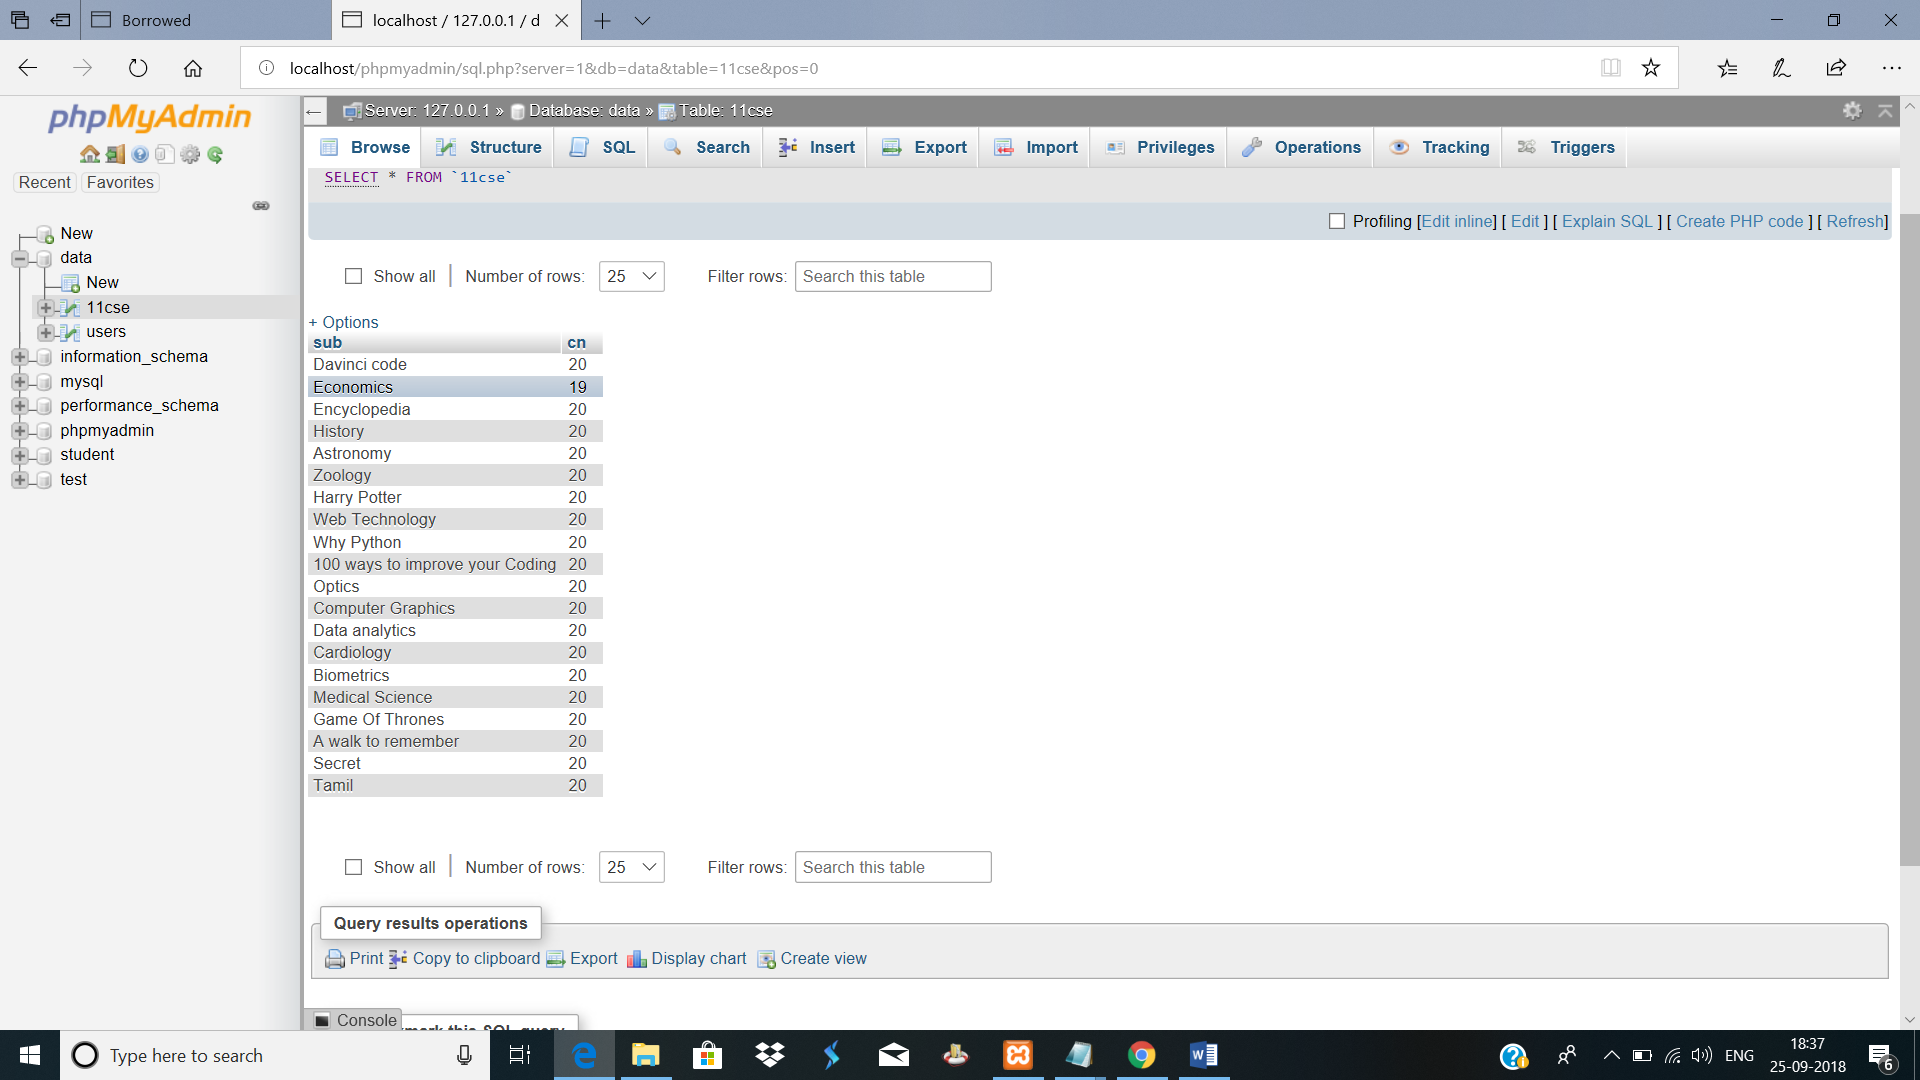 Borrowed
localhost / 127.0.0.1 / d
localhost/phpmyadmin/sql.php?server=1&db=data&table=11cse&pos=0
phpMyAdmin
Recent Favorites
New
data
New
11cse
users
information_schema
mysql
performance_schema
phpmyadmin
student
test
Server: 127.0.0.1 » Database: data » Table: 11cse
Browse Structure SQL Search Insert Export Import Privileges Operations Tracking Triggers
SELECT * FROM `11cse`
Profiling [Edit inline] [ Edit ] [ Explain SQL ] [ Create PHP code ] [ Refresh]
Show all | Number of rows: 25 Filter rows: Search this table
+ Options
sub cn
Davinci code 20
Economics 19
Encyclopedia 20
History 20
Astronomy 20
Zoology 20
Harry Potter 20
Web Technology 20
Why Python 20
100 ways to improve your Coding 20
Optics 20
Computer Graphics 20
Data analytics 20
Cardiology 20
Biometrics 20
Medical Science 20
Game Of Thrones 20
A walk to remember 20
Secret 20
Tamil 20
Show all | Number of rows: 25 Filter rows: Search this table
Query results operations
Print Copy to clipboard Export Display chart Create view
Console
Type here to search
ENG
18:37
25-09-2018
6